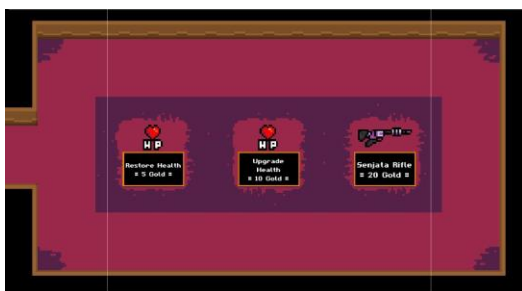 HP
Restore Health
= 5 Gold =
HP
Upgrade
Health
= 10 Gold =
Senjata Rifle
= 20 Gold =